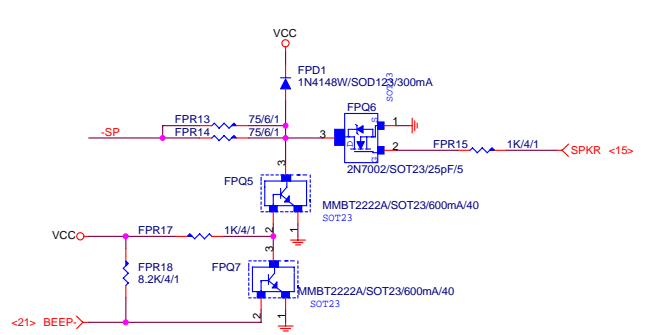 VCC
FPD1
1N4148W/SOD123/300mA
SOT23
FPR13 75/6/1
FPQ6
-SP
FPR14 75/6/1
3
D
S
G
1
2
FPR15 1K/4/1
SPKR <15>
2N7002/SOT23/25pF/5
3
FPQ5
MMBT2222A/SOT23/600mA/40
SOT23
2
1
VCC
FPR17 1K/4/1
3
FPR18
8.2K/4/1
FPQ7
MMBT2222A/SOT23/600mA/40
SOT23
2
1
<21> BEEP-